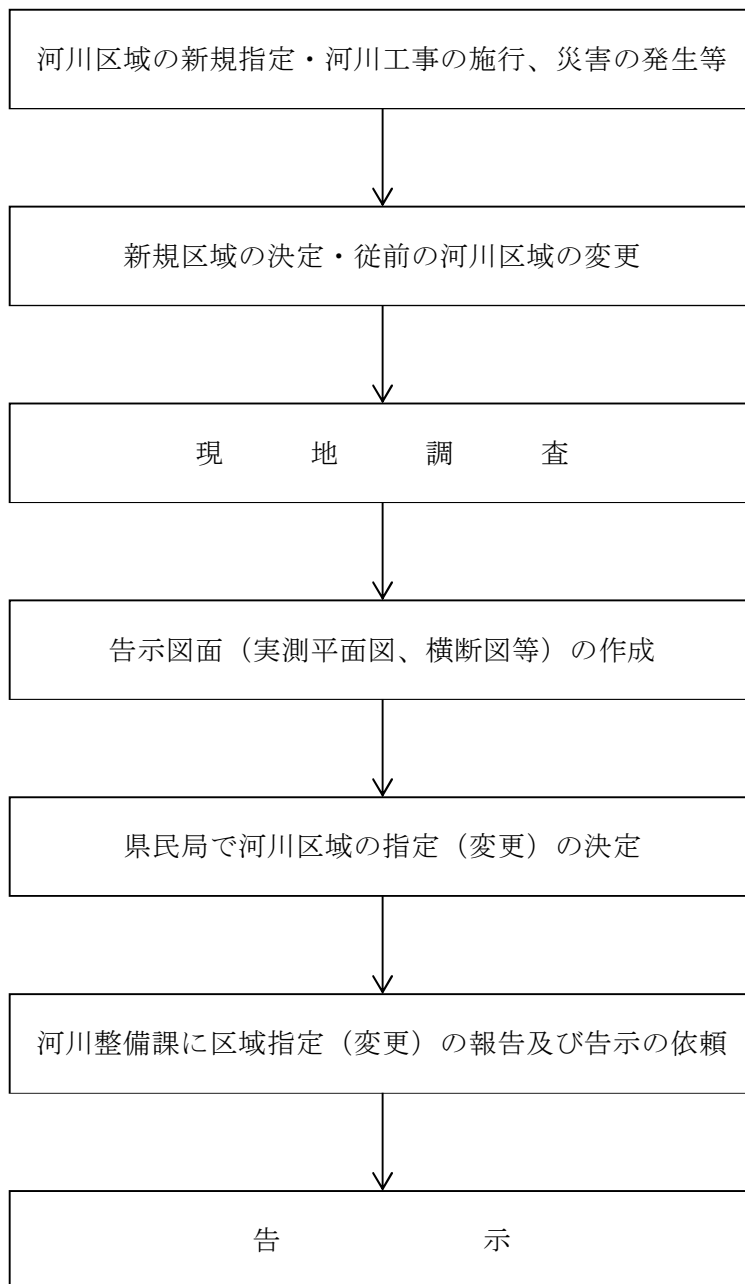 河川区域の新規指定・河川工事の施行、災害の発生等
新規区域の決定・従前の河川区域の変更
現　地　調　査
告示図面（実測平面図、横断図等）の作成
県民局で河川区域の指定（変更）の決定
河川整備課に区域指定（変更）の報告及び告示の依頼
告　示